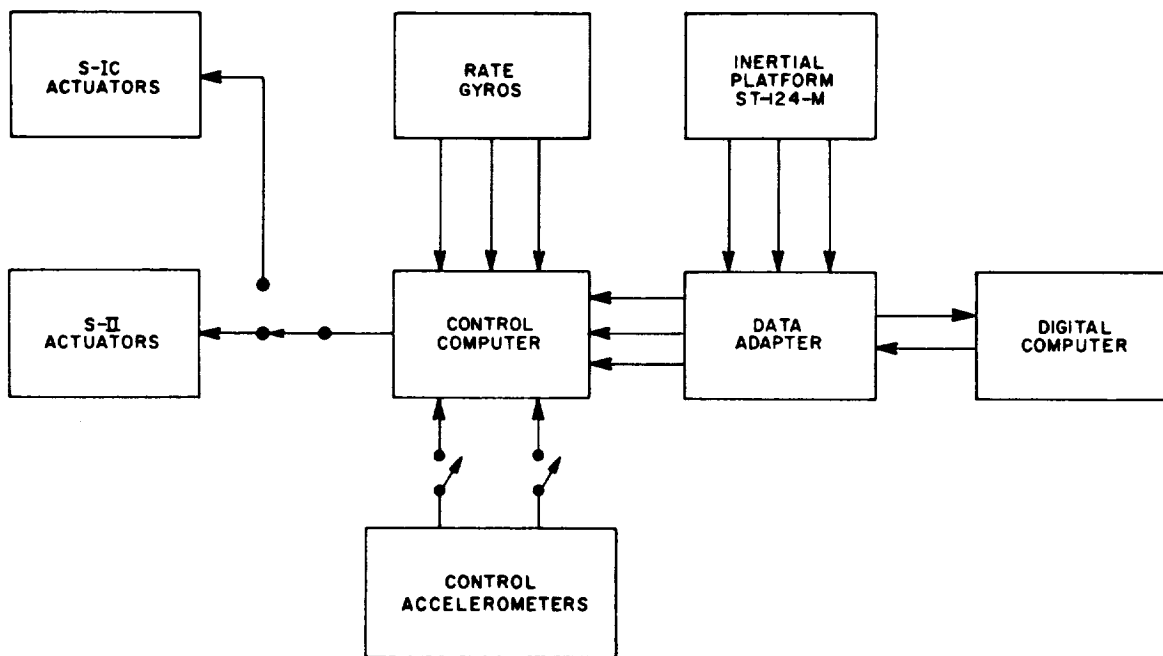 S-IC
ACTUATORS
RATE
GYROS
INERTIAL
PLATFORM
ST-124-M
S-II
ACTUATORS
CONTROL
COMPUTER
DATA
ADAPTER
DIGITAL
COMPUTER
CONTROL
ACCELEROMETERS